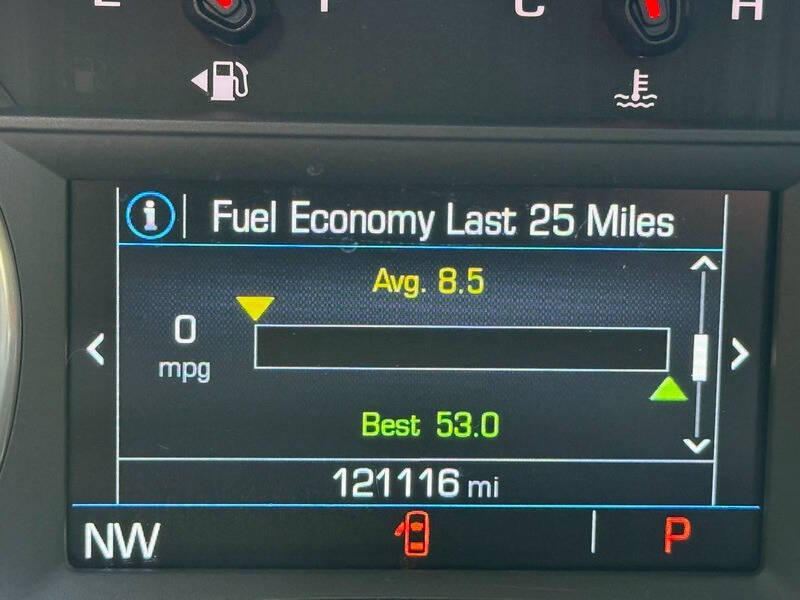 E F C H
Fuel Economy Last 25 Miles
Avg. 8.5
0
mpg
Best 53.0
121116 mi
NW P